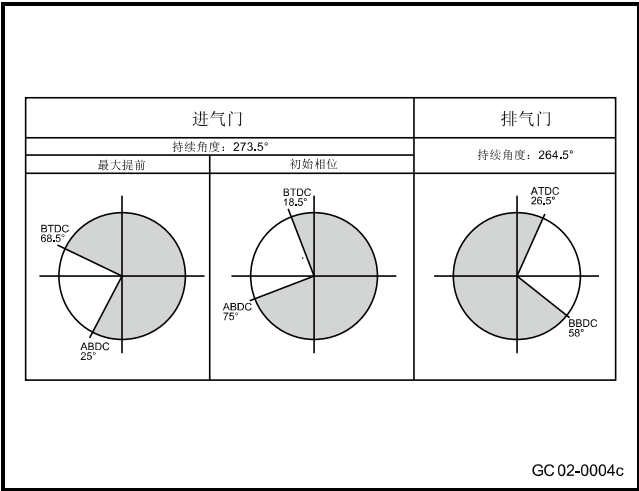 进气门
排气门
持续角度：273.5°
持续角度：264.5°
最大提前
初始相位
BTDC
68.5°
ABDC
25°
BTDC
18.5°
ABDC
75°
ATDC
26.5°
BBDC
58°
GC02-0004c